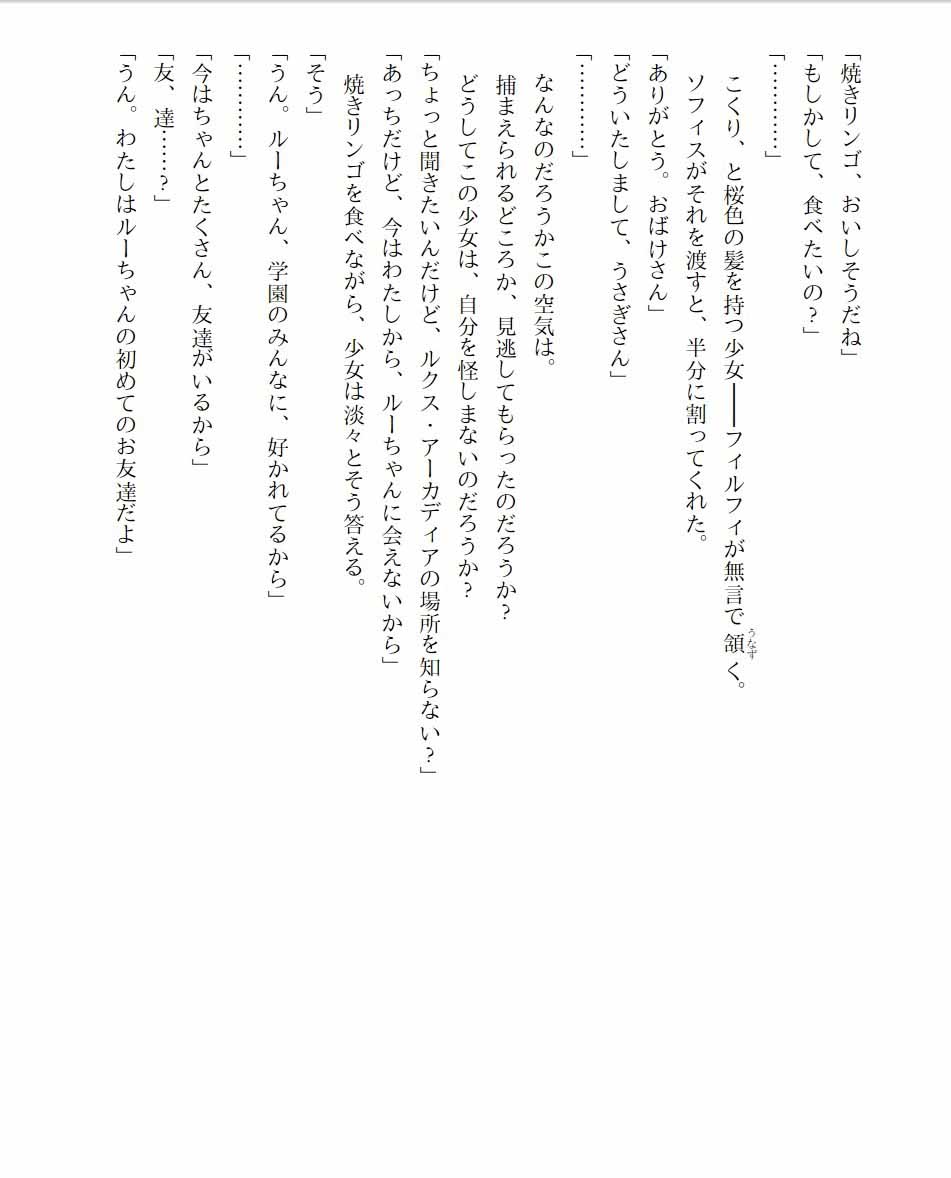 「焼きリンゴ、おいしそうだね」
「もしかして、食べたいの？」
「…………」
こくり、と桜色の髪を持つ少女――フィルフィが無言で頷く。
うなず
ソフィスがそれを渡すと、半分に割ってくれた。
「ありがとう。おばけさん」
「どういたしまして、うさぎさん」
「…………」
なんなのだろうかこの空気は。
捕まえられるどころか、見逃してもらったのだろうか？
どうしてこの少女は、自分を怪しまないのだろうか？
「ちょっと聞きたいんだけど、ルクス・アーカディアの場所を知らない？」
「あっちだけど、今はわたしから、ルーちゃんに会えないから」
焼きリンゴを食べながら、少女は淡々とそう答える。
「そう」
「うん。ルーちゃん、学園のみんなに、好かれてるから」
「…………」
「今はちゃんとたくさん、友達がいるから」
「友、達……？」
「うん。わたしはルーちゃんの初めてのお友達だよ」